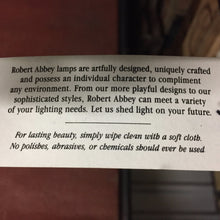 Robert Abbey lamps are artfully designed, uniquely crafted
and possess an individual character to compliment
any environment. From our more playful designs to our
sophisticated styles, Robert Abbey can meet a variety
of your lighting needs. Let us shed light on your future.
For lasting beauty, simply wipe clean with a soft cloth.
No polishes, abrasives, or chemicals should ever be used